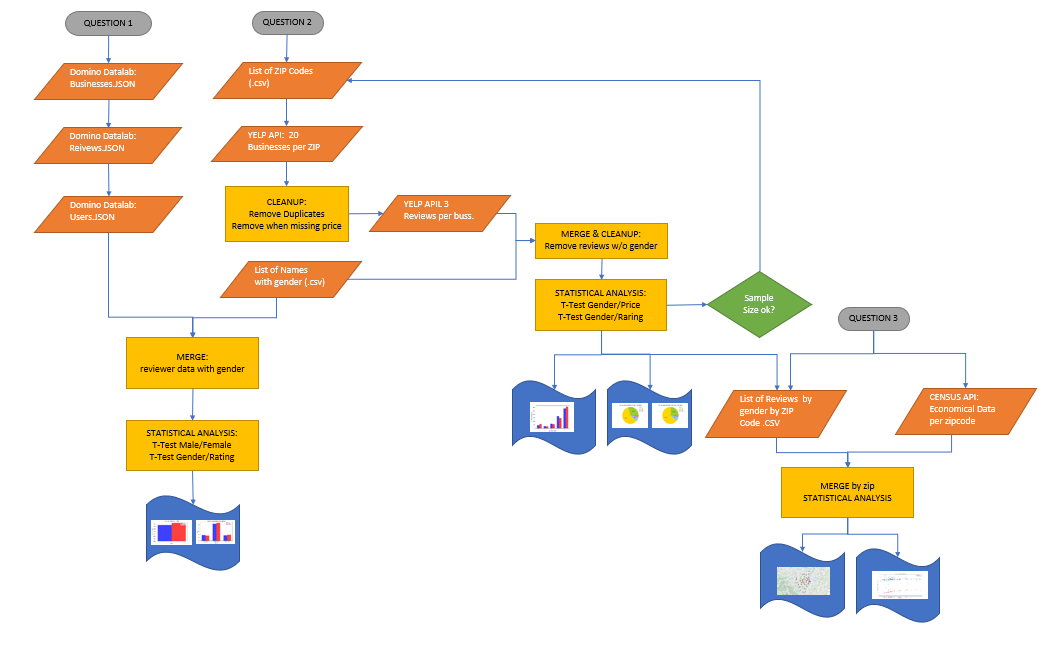 QUESTION 1
Domino Datalab:
Businesses.JSON
Domino Datalab:
Reivews.JSON
Domino Datalab:
Users.JSON
QUESTION 2
List of ZIP Codes
(.csv)
YELP API:  20
Businesses per ZIP
CLEANUP:
Remove Duplicates
Remove when missing price
YELP APIL 3
Reviews per buss.
List of Names
with gender (.csv)
MERGE:
reviewer data with gender
STATISTICAL ANALYSIS:
T-Test Male/Female
T-Test Gender/Rating
MERGE & CLEANUP:
Remove reviews w/o gender
STATISTICAL ANALYSIS:
T-Test Gender/Price
T-Test Gender/Raring
Sample
Size ok?
QUESTION 3
List of Reviews  by
gender by ZIP
Code .CSV
CENSUS API:
Economical Data
per zipcode
MERGE by zip
STATISTICAL ANALYSIS